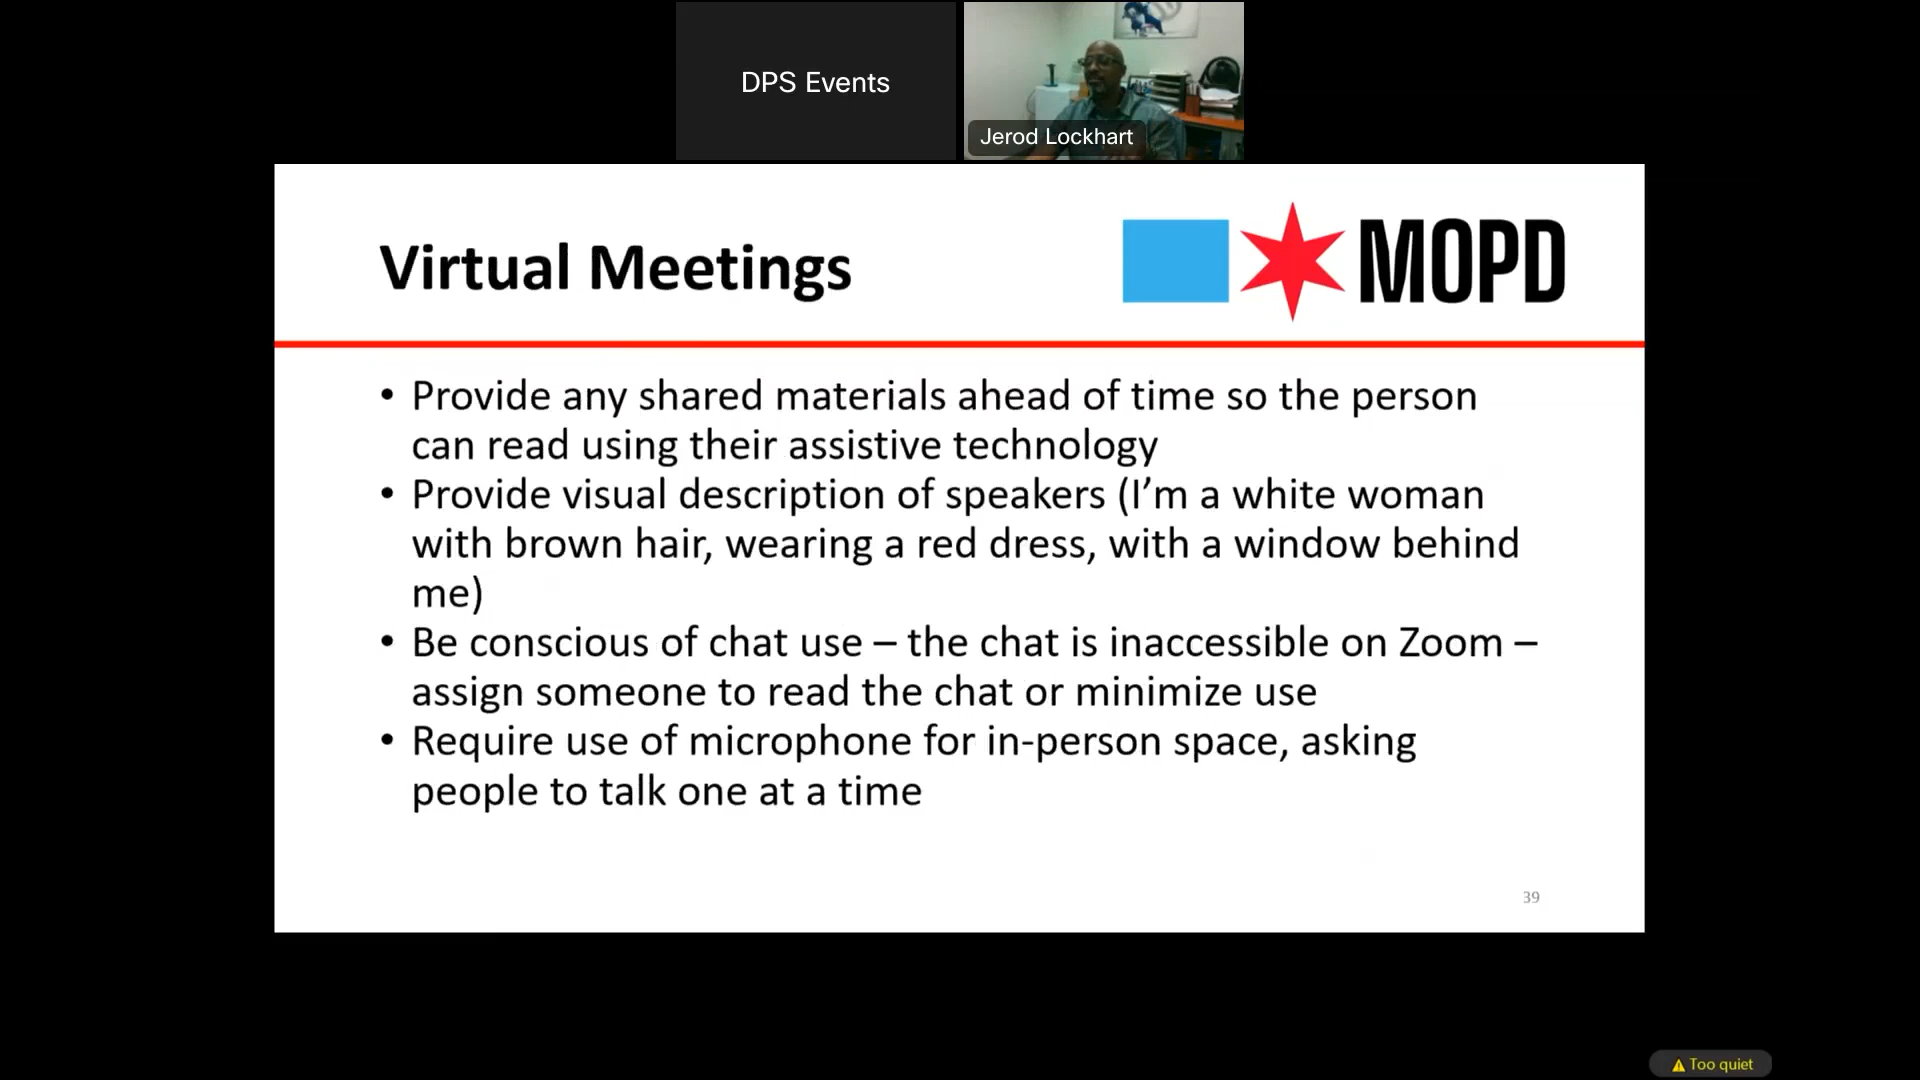 DPS Events
Jerod Lockhart
Virtual Meetings
MOPD
• Provide any shared materials ahead of time so the person
can read using their assistive technology
• Provide visual description of speakers (I’m a white woman
with brown hair, wearing a red dress, with a window behind
me)
• Be conscious of chat use – the chat is inaccessible on Zoom –
assign someone to read the chat or minimize use
• Require use of microphone for in-person space, asking
people to talk one at a time
39
Too quiet